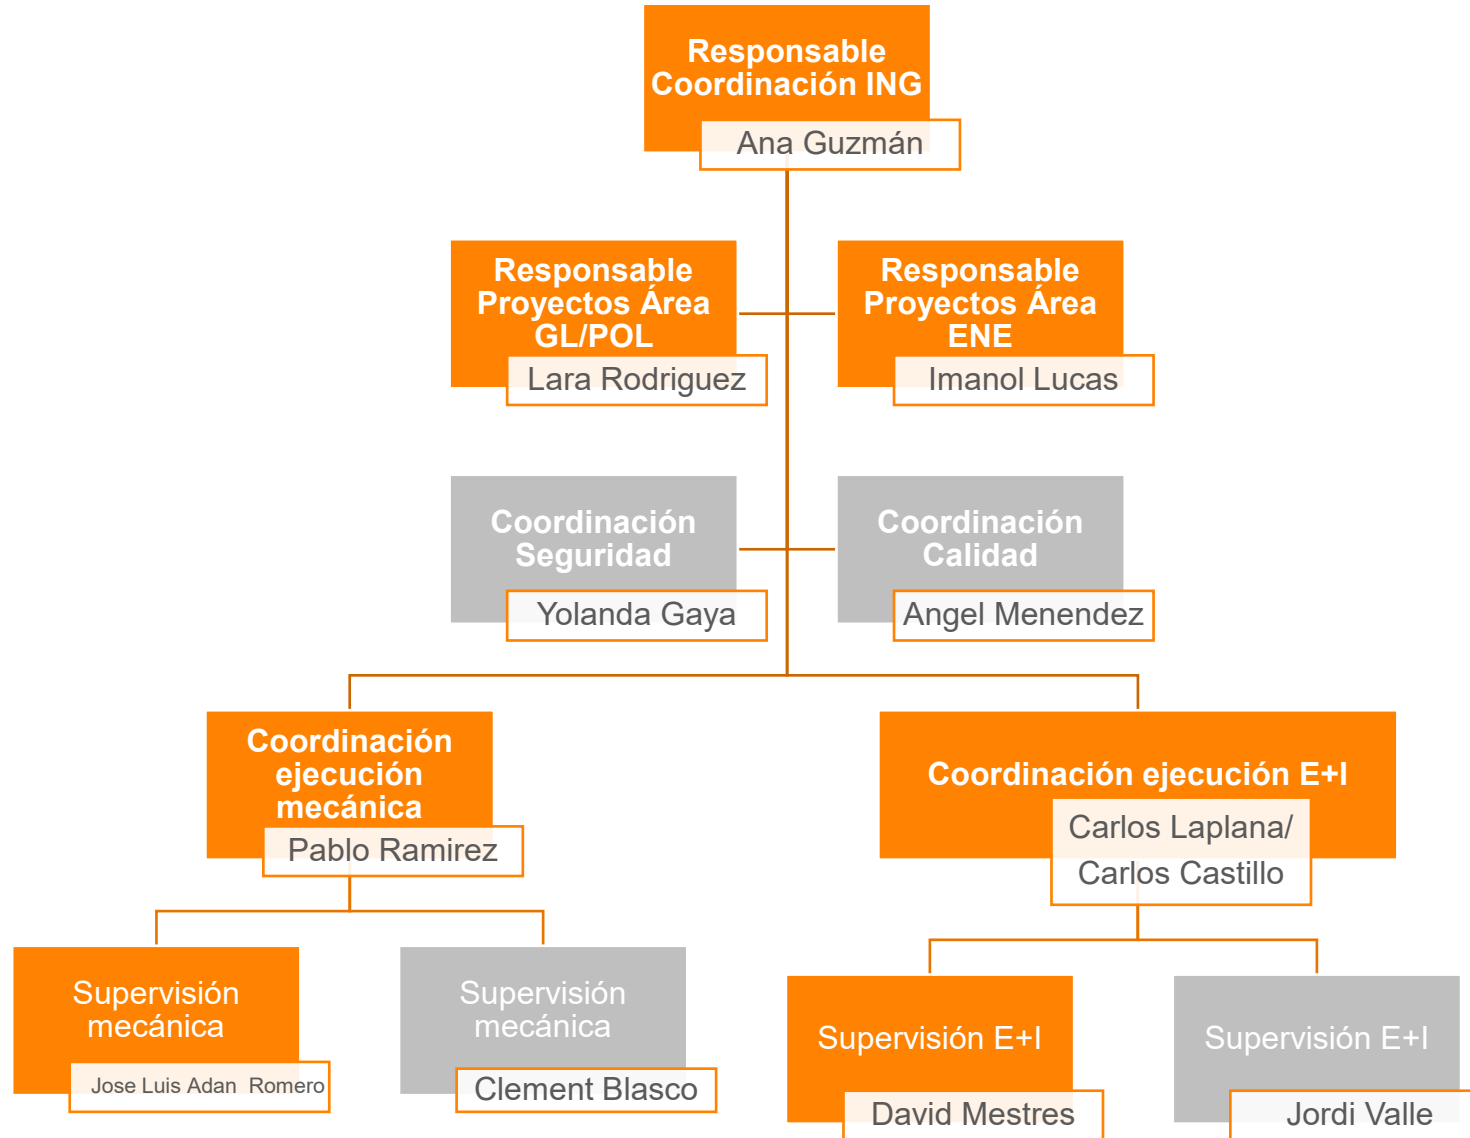 Responsable
Coordinación ING
Ana Guzmán
Responsable
Proyectos Área
GL/POL
Lara Rodriguez
Responsable
Proyectos Área
ENE
Imanol Lucas
Coordinación
Seguridad
Yolanda Gaya
Coordinación
Calidad
Angel Menendez
Coordinación
ejecución
mecánica
Pablo Ramirez
Coordinación ejecución E+I
Carlos Laplana/
Carlos Castillo
Supervisión
mecánica
Jose Luis Adan Romero
Supervisión
mecánica
Clement Blasco
Supervisión E+I
David Mestres
Supervisión E+I
Jordi Valle